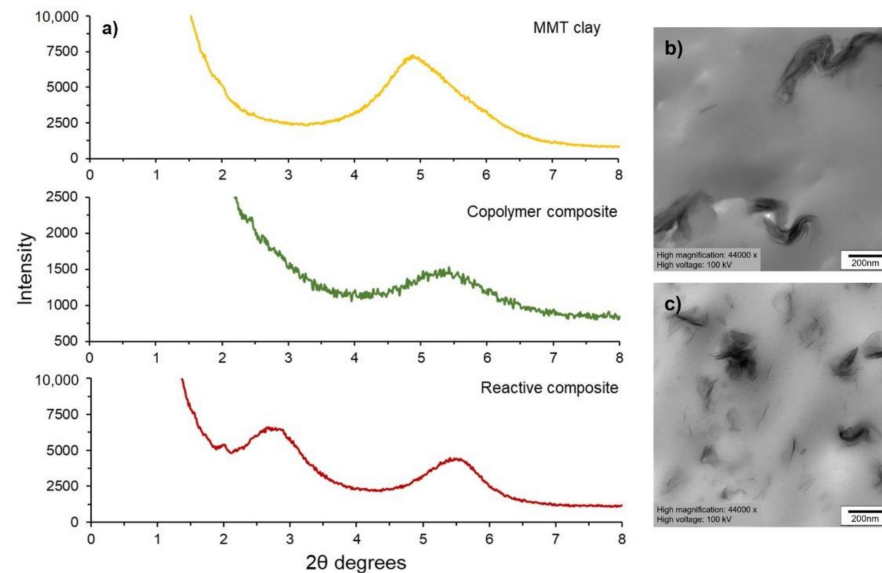 a)
MMT clay
10,000
7500
5000
2500
0
0 1 2 3 4 5 6 7 8
Copolymer composite
2500
2000
1500
1000
500
0 1 2 3 4 5 6 7 8
Intensity
Reactive composite
10,000
7500
5000
2500
0
0 1 2 3 4 5 6 7 8
2θ degrees
b)
High magnification: 44000 x
High voltage: 100 kV
200nm
c)
High magnification: 44000 x
High voltage: 100 kV
200nm